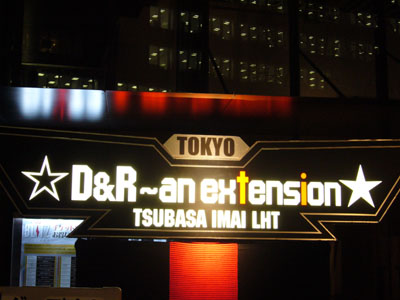 TOKYO
☆ D&R~an extension ★
TSUBASA IMAI LHT